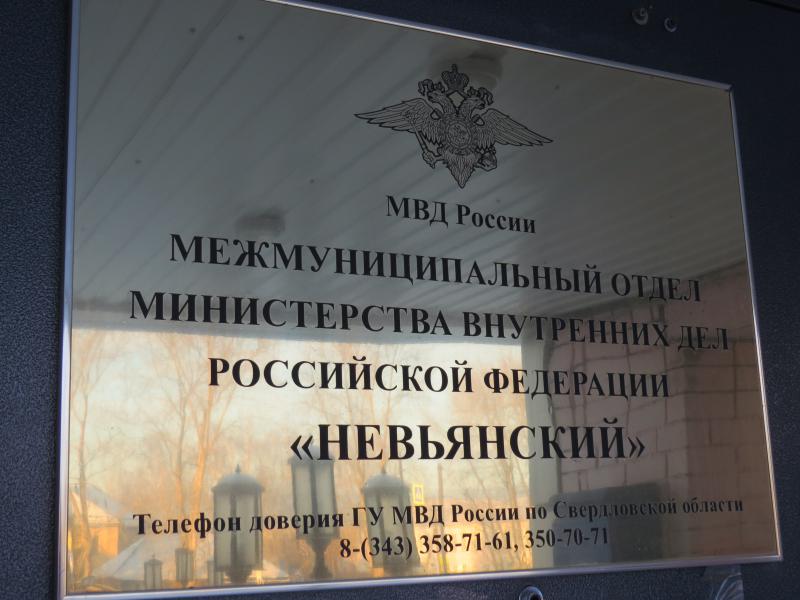 МВД России
МЕЖМУНИЦИПАЛЬНЫЙ ОТДЕЛ
МИНИСТЕРСТВА ВНУТРЕННИХ ДЕЛ
РОССИЙСКОЙ ФЕДЕРАЦИИ
«НЕВЬЯНСКИЙ»
Телефон доверия ГУ МВД России по Свердловской области
8-(343) 358-71-61, 350-70-71